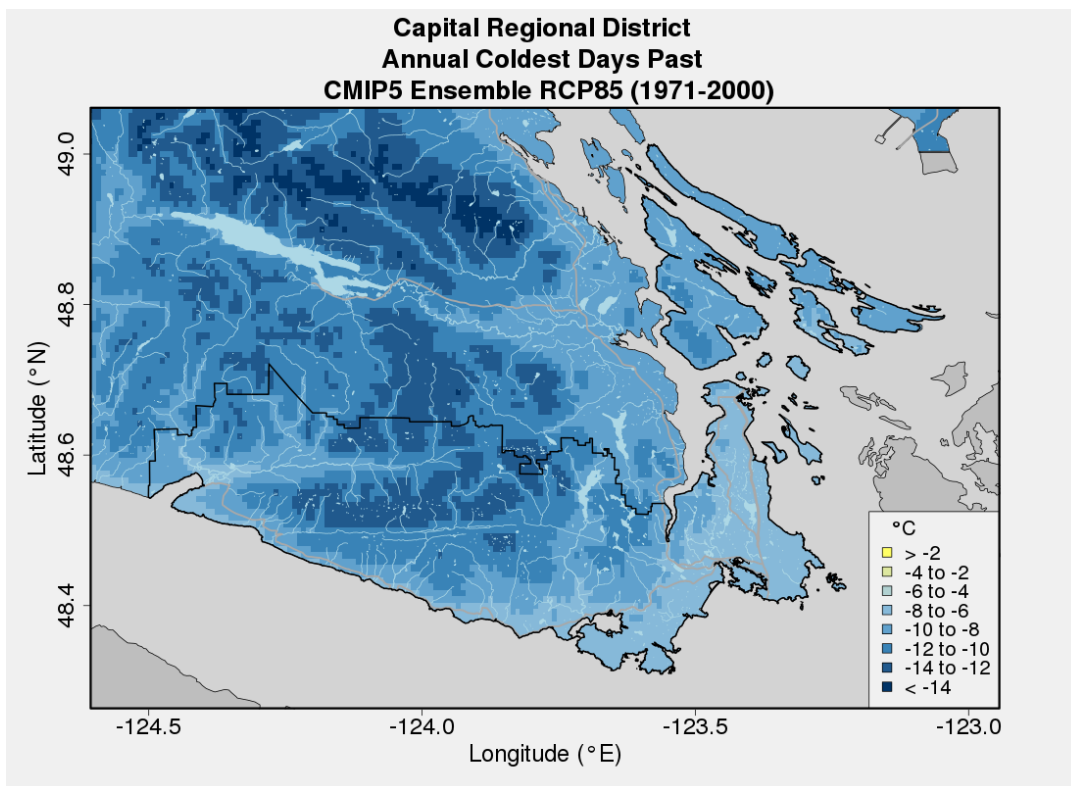 Capital Regional District
Annual Coldest Days Past
CMIP5 Ensemble RCP85 (1971-2000)
Latitude (°N)
49.0
48.8
48.6
48.4
°C
> -2
-4 to -2
-6 to -4
-8 to -6
-10 to -8
-12 to -10
-14 to -12
< -14
-124.5
-124.0
-123.5
-123.0
Longitude (°E)